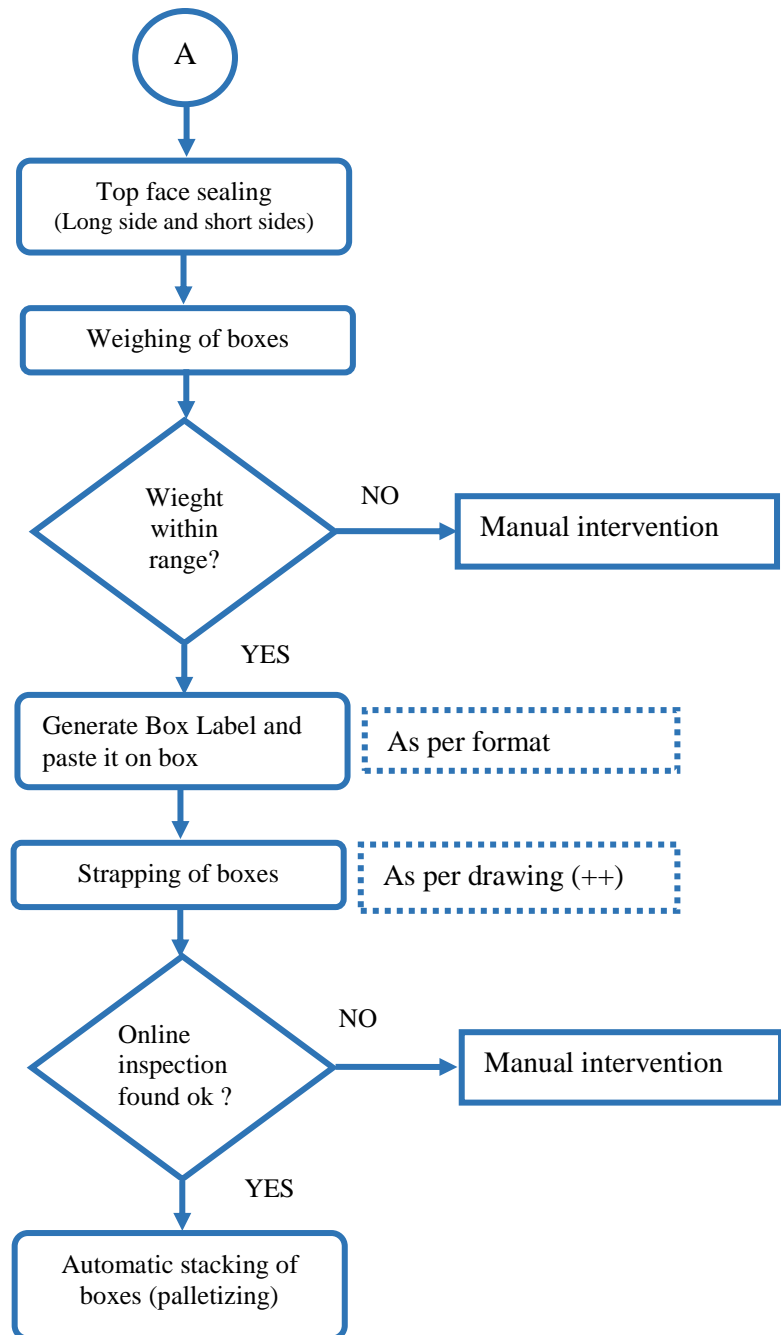 A
Top face sealing
(Long side and short sides)
Weighing of boxes
Wieght
within
range?
NO
Manual intervention
YES
Generate Box Label and
paste it on box
As per format
Strapping of boxes
As per drawing (++)
Online
inspection
found ok ?
NO
Manual intervention
YES
Automatic stacking of
boxes (palletizing)